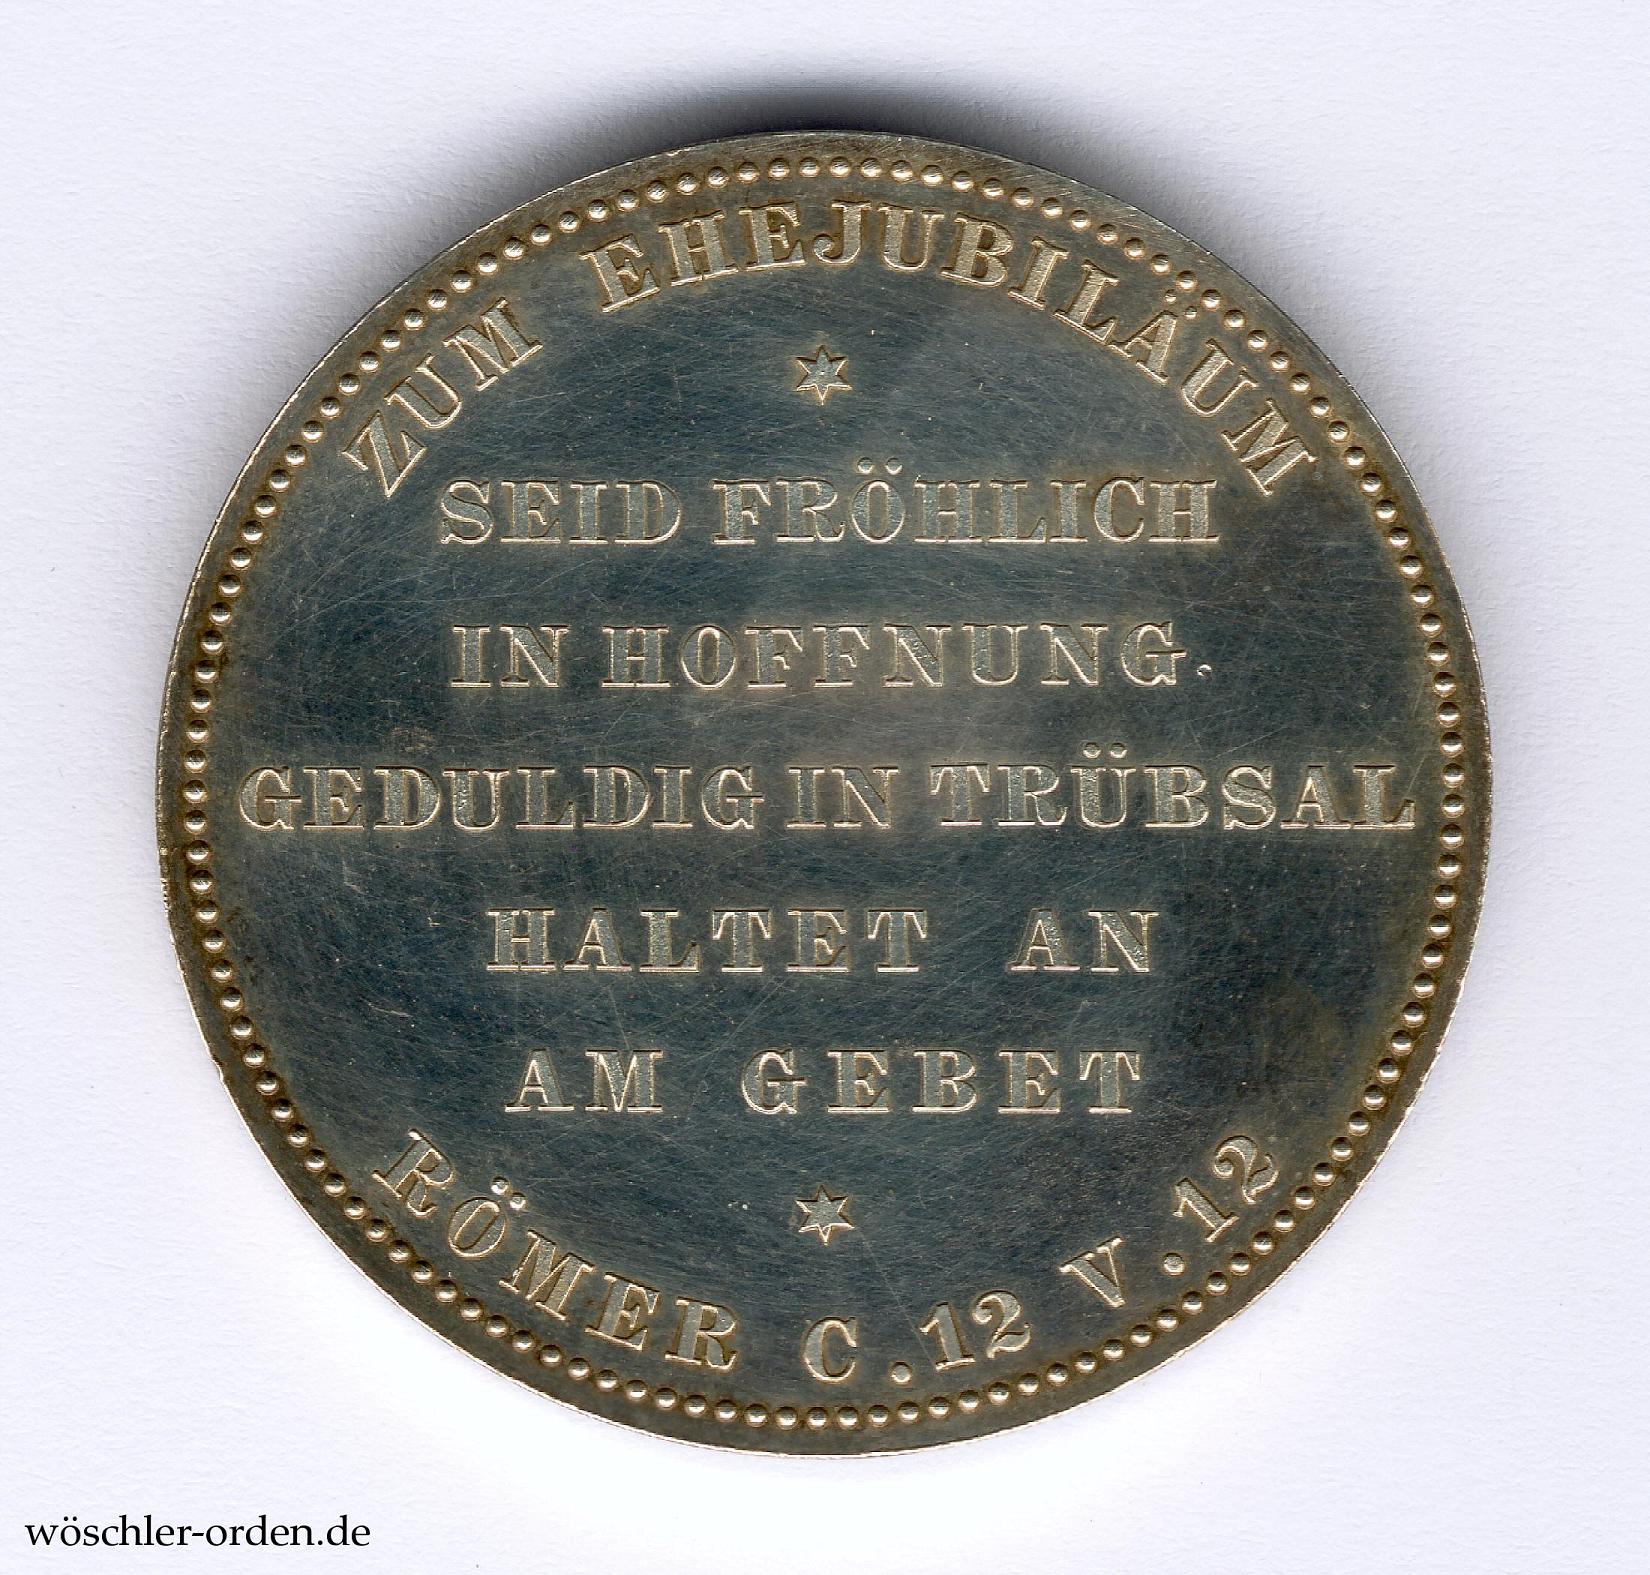 ZUM EHEJUBILÄUM
SEID FRÖHLICH
IN HOFFNUNG.
GEDULDIG IN TRÜBSAL
HALTET AN
AM GEBET
RÖMER C.12 V.12
wöschler-orden.de